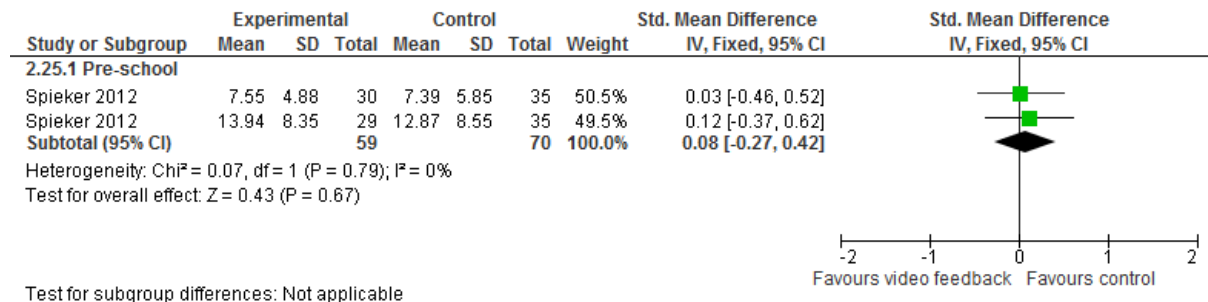 Experimental Control Std. Mean Difference Std. Mean Difference
Study or Subgroup Mean SD Total Mean SD Total Weight IV, Fixed, 95% CI IV, Fixed, 95% CI
2.25.1 Pre-school
Spieker 2012 7.55 4.88 30 7.39 5.85 35 50.5% 0.03 [-0.46, 0.52]
Spieker 2012 13.94 8.35 29 12.87 8.55 35 49.5% 0.12 [-0.37, 0.62]
Subtotal (95% CI) 59 70 100.0% 0.08 [-0.27, 0.42]
Heterogeneity: Chi² = 0.07, df = 1 (P = 0.79); I² = 0%
Test for overall effect: Z = 0.43 (P = 0.67)
-2 -1 0 1 2
Favours video feedback Favours control
Test for subgroup differences: Not applicable